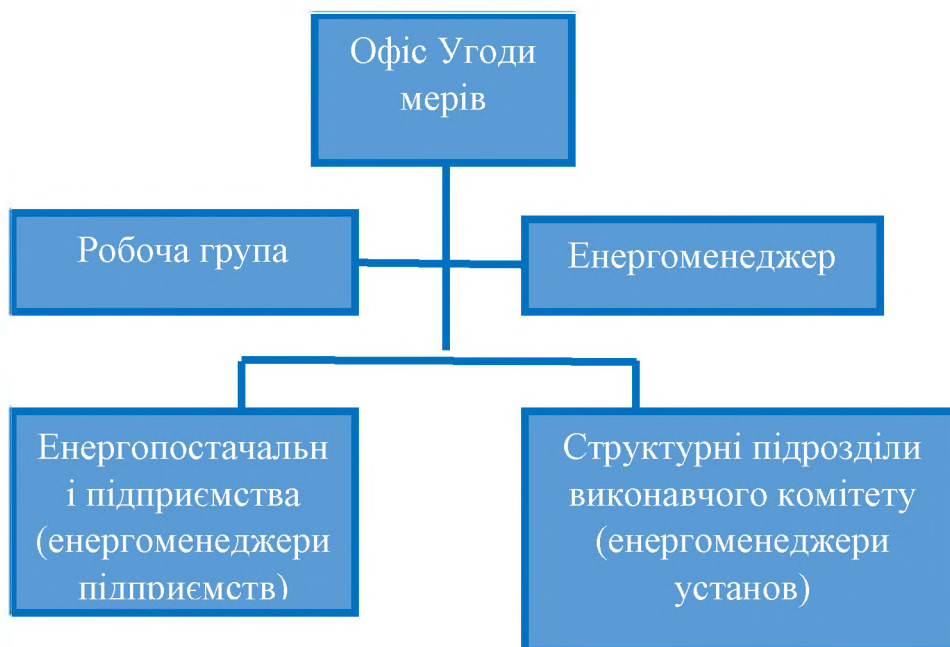 Офіс Угоди
мерів
Робоча група
Енергоменеджер
Енергопостачальн
і підприємства
(енергоменеджери
підприємств)
Структурні підрозділи
виконавчого комітету
(енергоменеджери
установ)